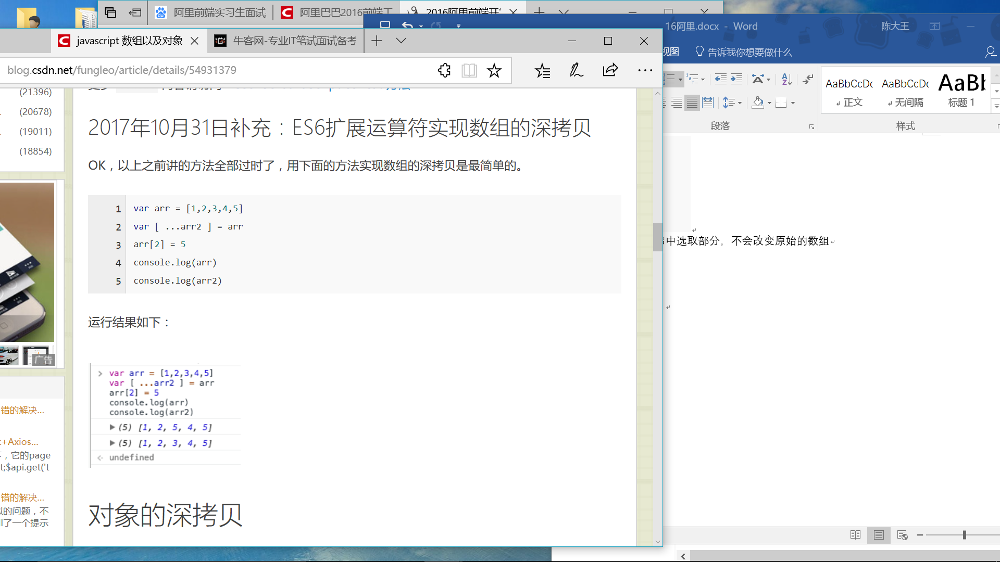 阿里前端实习生面试
阿里巴巴2016前端工
2016阿里前端开
16阿里.docx - Word
陈大王
javascript 数组以及对象
牛客网-专业IT笔试面试备考
视图
告诉我你想要做什么
blog.csdn.net/fungleo/article/details/54931379
AaBbCcDc
AaBbCcDc
AaBb
正文
无间隔
标题 1
段落
样式
(21396)
(20678)
(19011)
(18854)
2017年10月31日补充：ES6扩展运算符实现数组的深拷贝
OK，以上之前讲的方法全部过时了，用下面的方法实现数组的深拷贝是最简单的。
1 var arr = [1,2,3,4,5]
2 var [ ...arr2 ] = arr
3 arr[2] = 5
4 console.log(arr)
5 console.log(arr2)
中选取部分，不会改变原始的数组
运行结果如下：
广告
> var arr = [1,2,3,4,5]
var [ ...arr2 ] = arr
arr[2] = 5
console.log(arr)
console.log(arr2)
▶(5) [1, 2, 5, 4, 5]
▶(5) [1, 2, 3, 4, 5]
undefined
错的解决...
+Axios...
，它的page
t;$api.get('t
错的解决...
的问题，不
了一个提示
对象的深拷贝